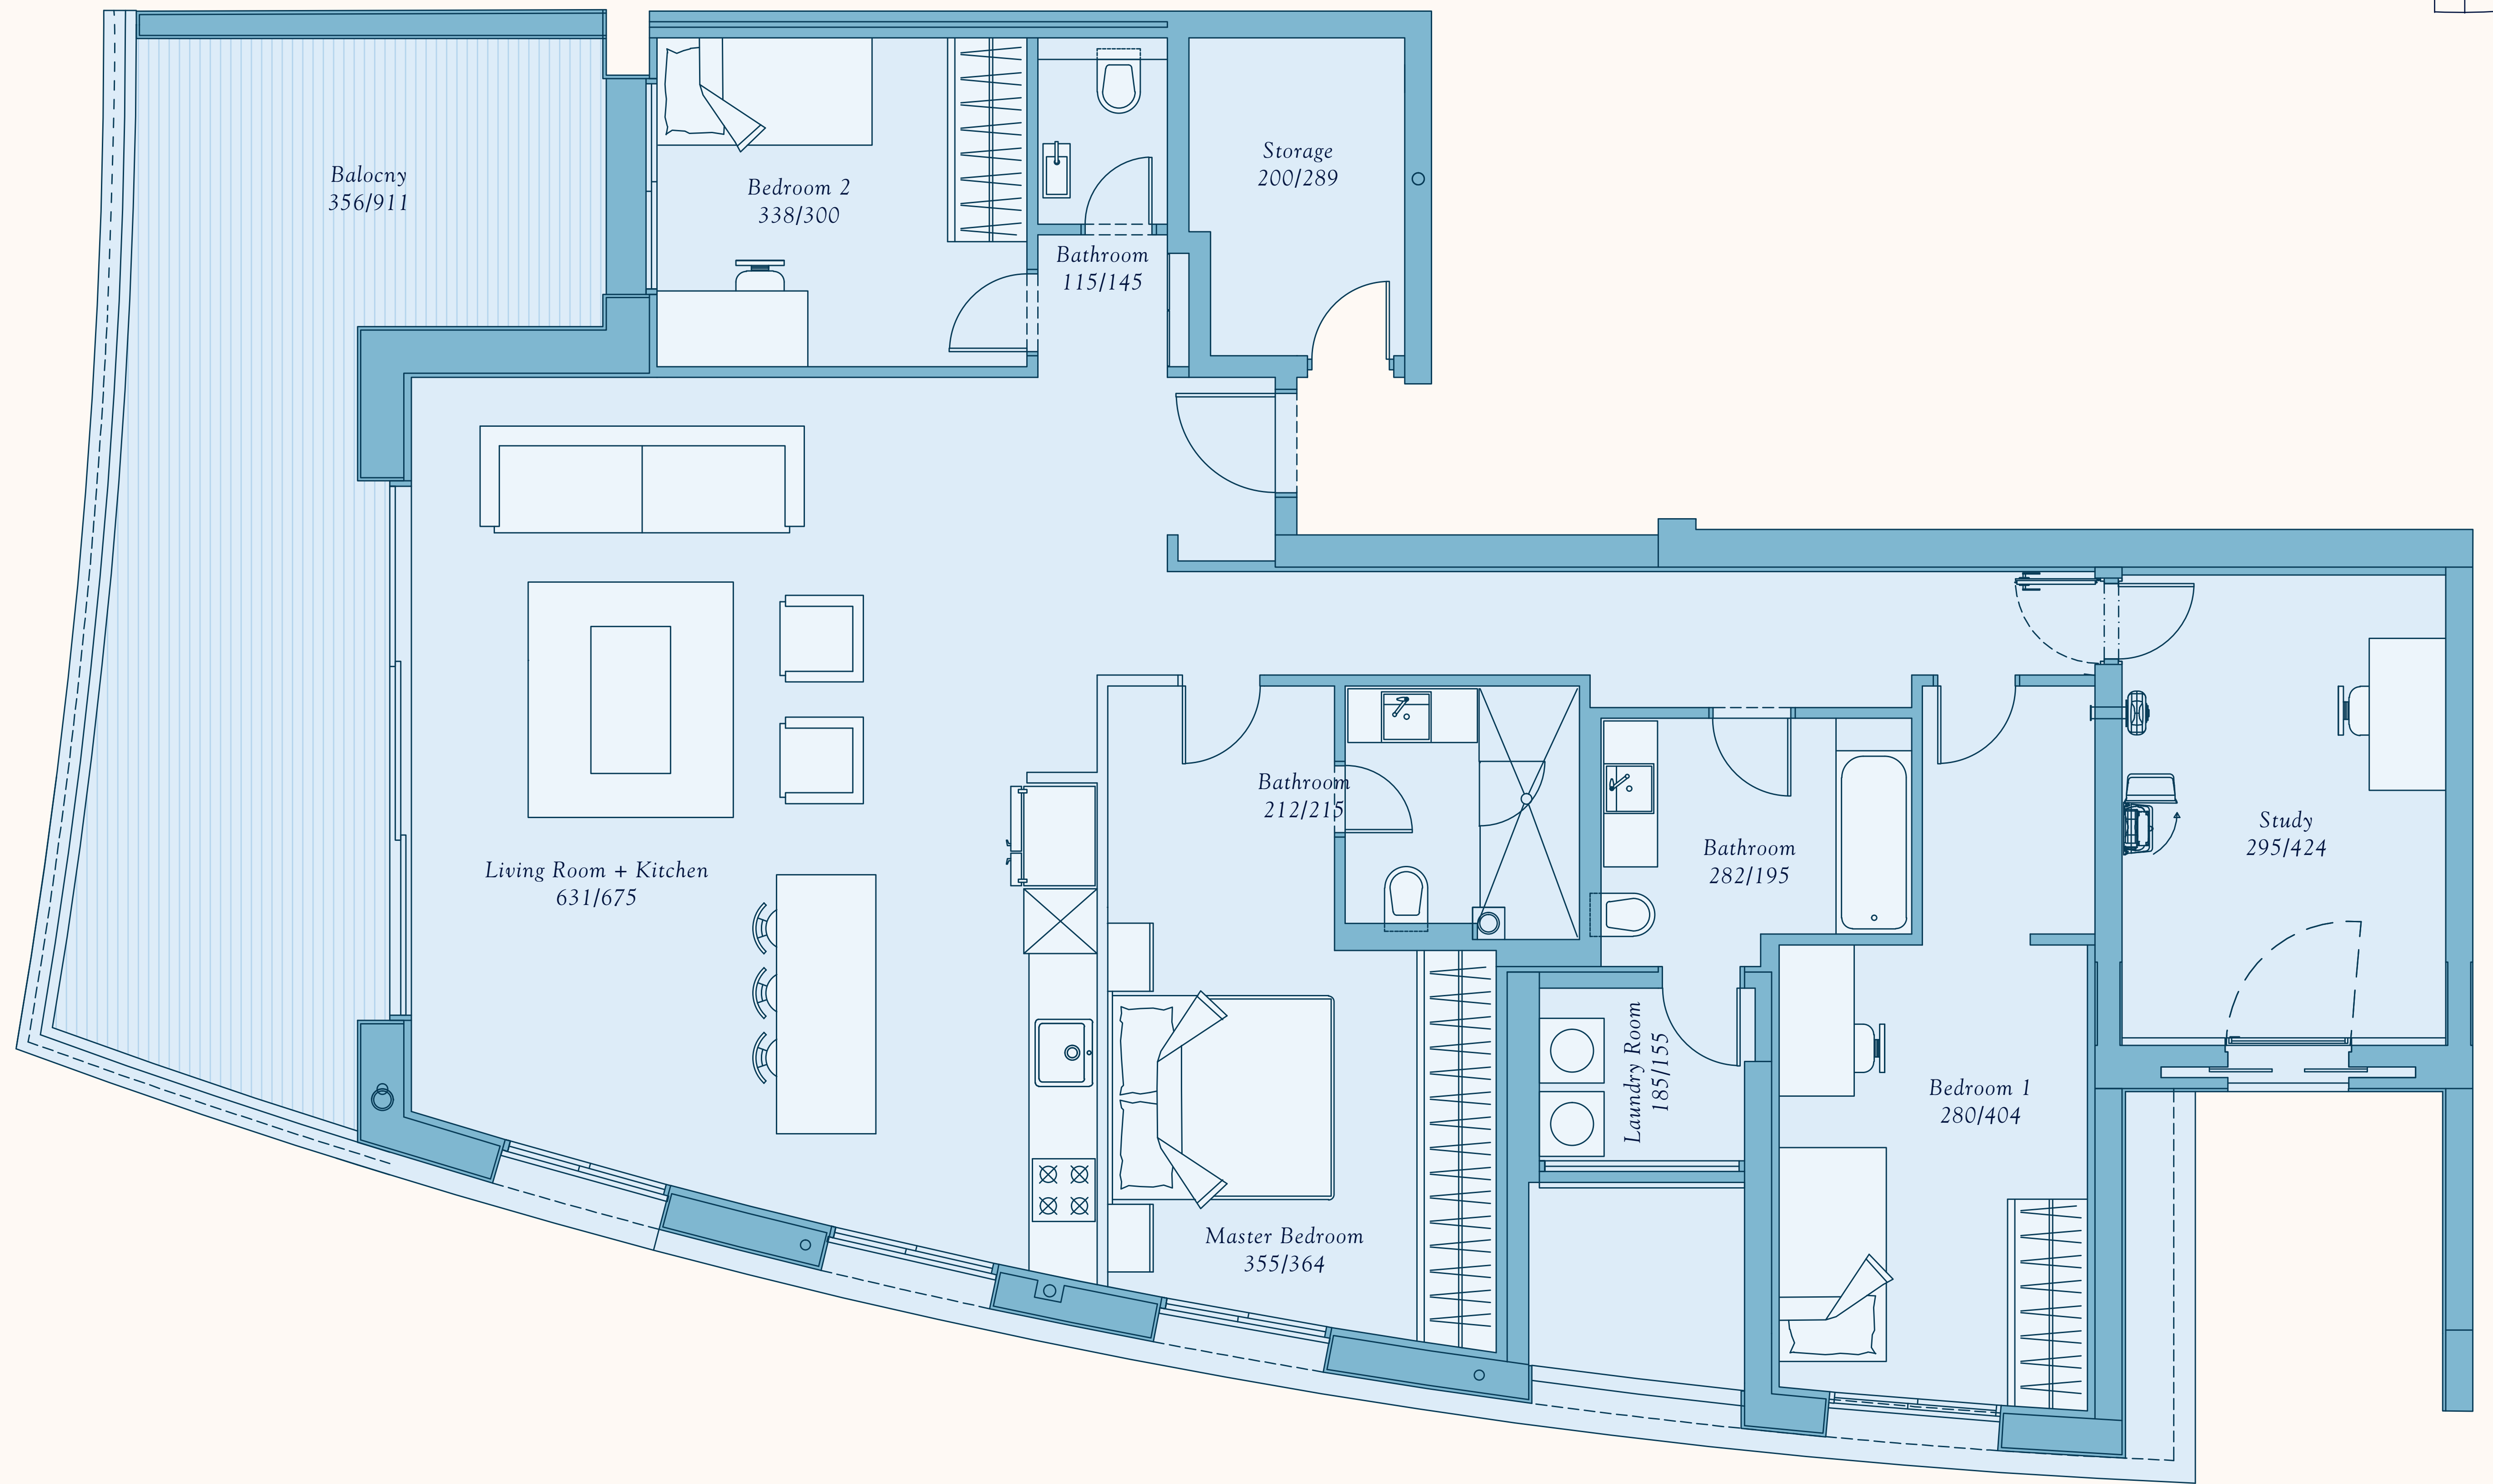 Balocny
356/911
Bedroom 2
338/300
Bathroom
115/145
Storage
200/289
Living Room + Kitchen
631/675
Bathroom
212/215
Bathroom
282/195
Study
295/424
Laundry Room
185/155
Bedroom 1
280/404
Master Bedroom
355/364